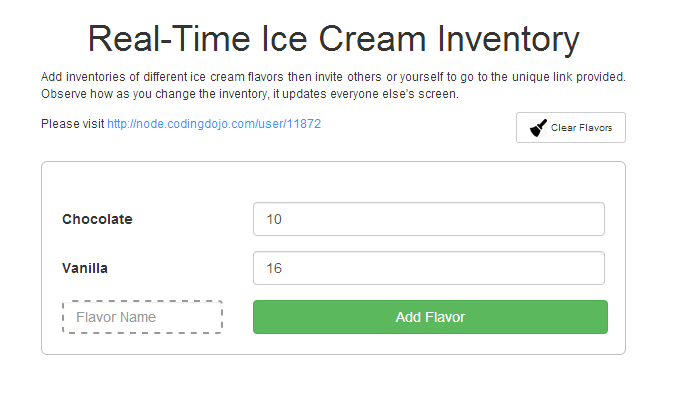 Real-Time Ice Cream Inventory
Add inventories of different ice cream flavors then invite others or yourself to go to the unique link provided.
Observe how as you change the inventory, it updates everyone else's screen.
Please visit http://node.codingdojo.com/user/11872
Clear Flavors
Chocolate 10
Vanilla 16
Flavor Name Add Flavor